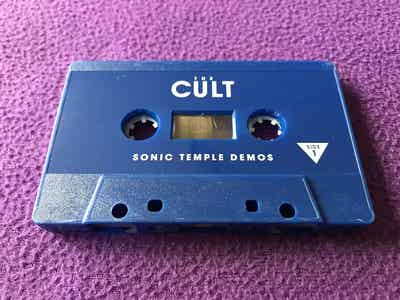 THE
CULT
SONIC TEMPLE DEMOS
SIDE
1